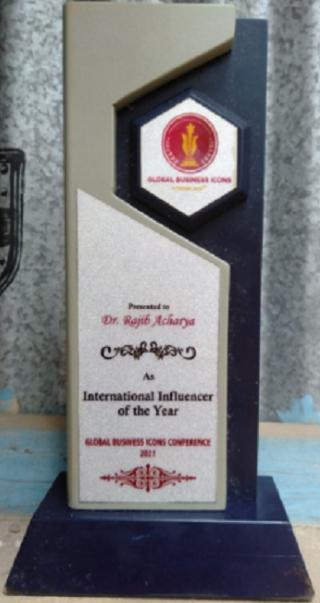 GLOBAL BUSINESS ICONS
Presented to
Dr. Rajib Acharya
As
International Influencer
of the Year
GLOBAL BUSINESS ICONS CONFERENCE
2021